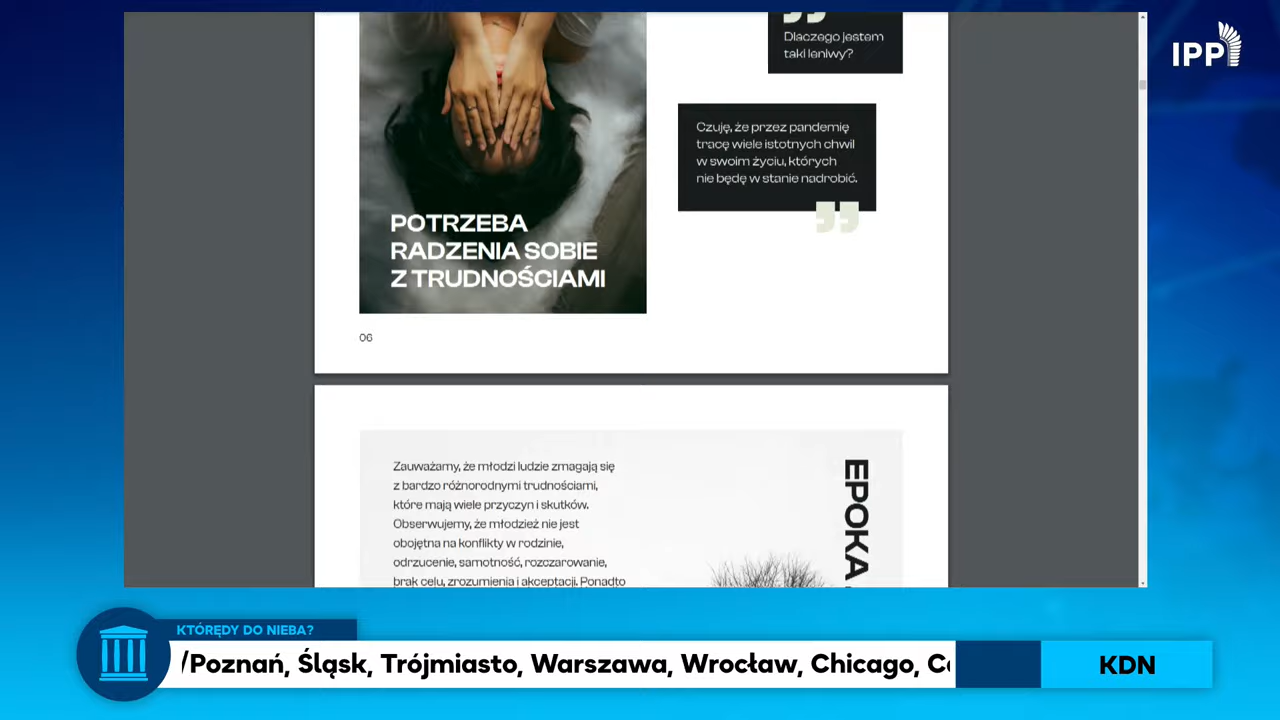 IPP
Dlaczego jestem
taki leniwy?
Czuję, że przez pandemię
tracę wiele istotnych chwil
w swoim życiu, których
nie będę w stanie nadrobić.
POTRZEBA
RADZENIA SOBIE
Z TRUDNOŚCIAMI
06
Zauważamy, że młodzi ludzie zmagają się
z bardzo różnorodnymi trudnościami,
które mają wiele przyczyn i skutków.
Obserwujemy, że młodzież nie jest
obojętna na konflikty w rodzinie,
odrzucenie, samotność, rozczarowanie,
brak celu, zrozumienia i akceptacji. Ponadto
EPOKA
KTÓRĘDY DO NIEBA?
/Poznań, Śląsk, Trójmiasto, Warszawa, Wrocław, Chicago,
KDN